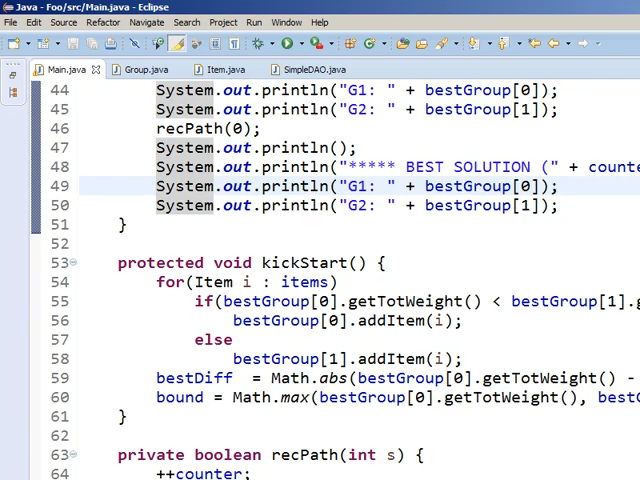 Java - Foo/src/Main.java - Eclipse
File Edit Source Refactor Navigate Search Project Run Window Help
Main.java Group.java Item.java SimpleDAO.java
44 System.out.println("G1: " + bestGroup[0]);
45 System.out.println("G2: " + bestGroup[1]);
46 recPath(0);
47 System.out.println();
48 System.out.println("***** BEST SOLUTION (" + counte
49 System.out.println("G1: " + bestGroup[0]);
50 System.out.println("G2: " + bestGroup[1]);
51 }
52
53 protected void kickStart() {
54 for(Item i : items)
55 if(bestGroup[0].getTotWeight() < bestGroup[1].g
56 bestGroup[0].addItem(i);
57 else
58 bestGroup[1].addItem(i);
59 bestDiff = Math.abs(bestGroup[0].getTotWeight() -
60 bound = Math.max(bestGroup[0].getTotWeight(), best
61 }
62
63 private boolean recPath(int s) {
64 ++counter;